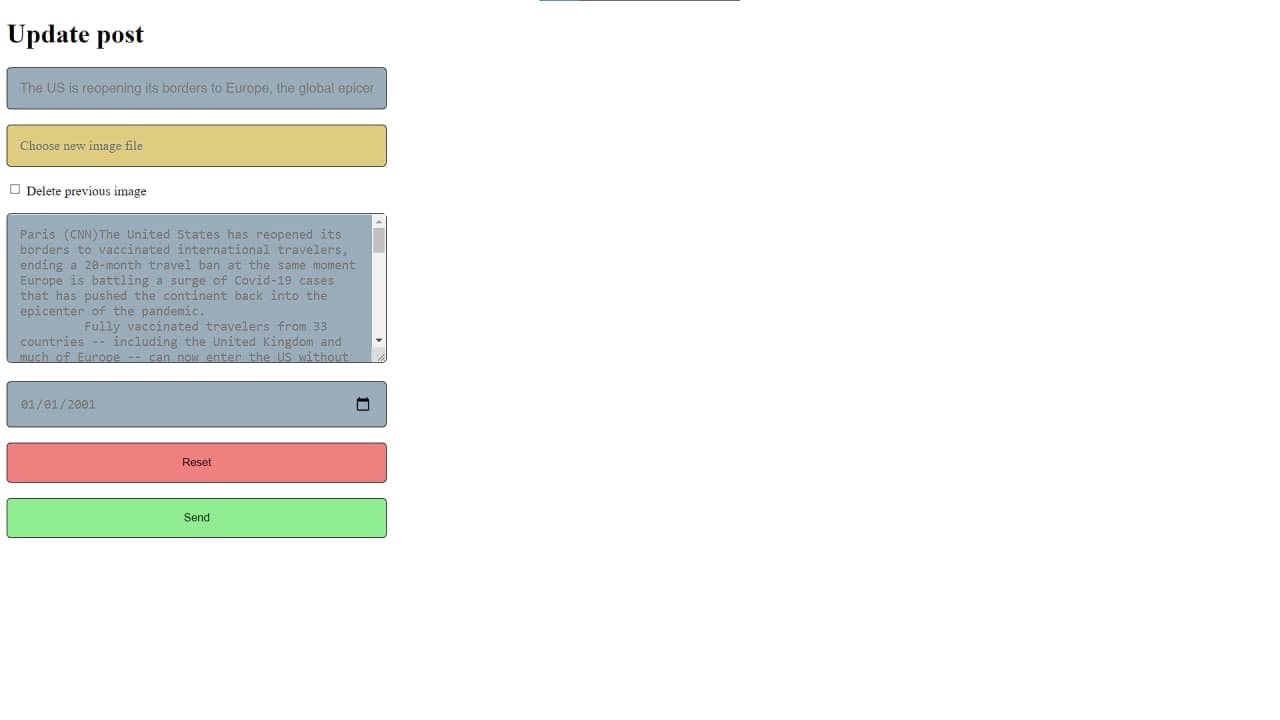 Update post
The US is reopening its borders to Europe, the global epicer
Choose new image file
Delete previous image
Paris (CNN)The United States has reopened its
borders to vaccinated international travelers,
ending a 20-month travel ban at the same moment
Europe is battling a surge of Covid-19 cases
that has pushed the continent back into the
epicenter of the pandemic.
Fully vaccinated travelers from 33
countries -- including the United Kingdom and
much of Europe -- can now enter the US without
01/01/2001
Reset
Send